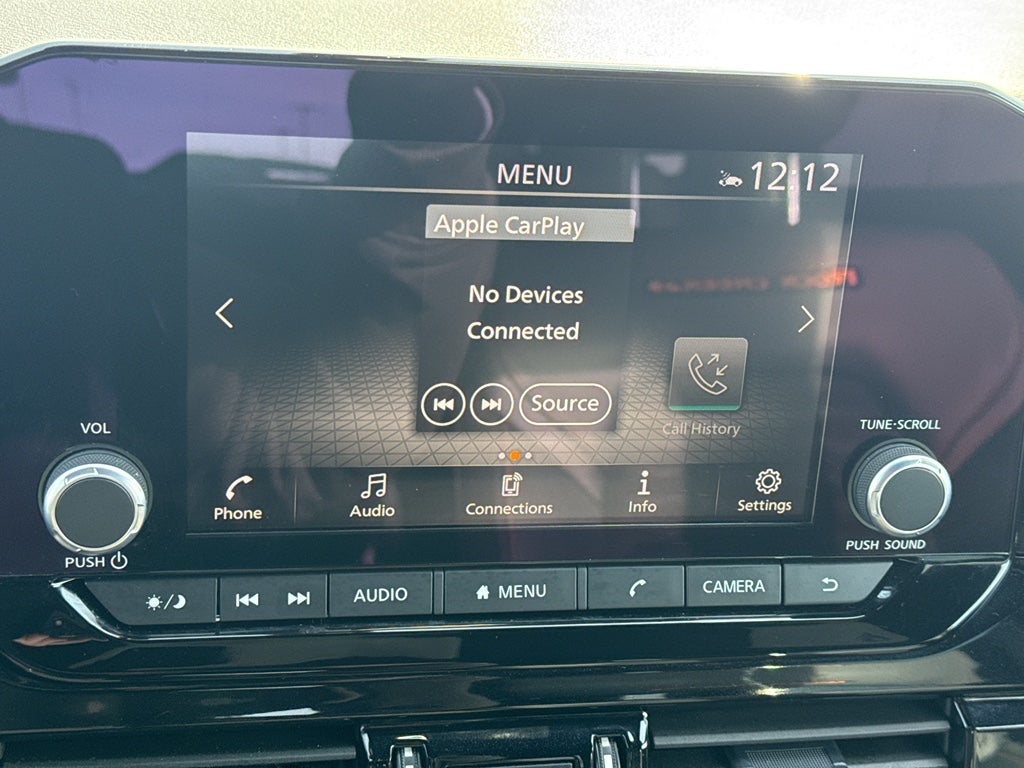 MENU
12:12
Apple CarPlay
No Devices
Connected
Source
Call History
Phone
Audio
Connections
Info
Settings
VOL
PUSH
TUNE·SCROLL
PUSH SOUND
AUDIO
MENU
CAMERA